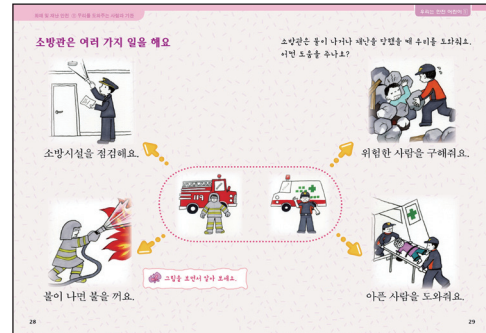 소방관은 여러 가지 일을 해요
소방관은 불이 나거나 재난을 당했을 때 우리를 도와줘요.
어떤 도움을 주나요?
소방시설을 점검해요.
위험한 사람을 구해줘요.
불이 나면 불을 꺼요.
그림을 보면서 말해 보세요.
아픈 사람을 도와줘요.
28
29